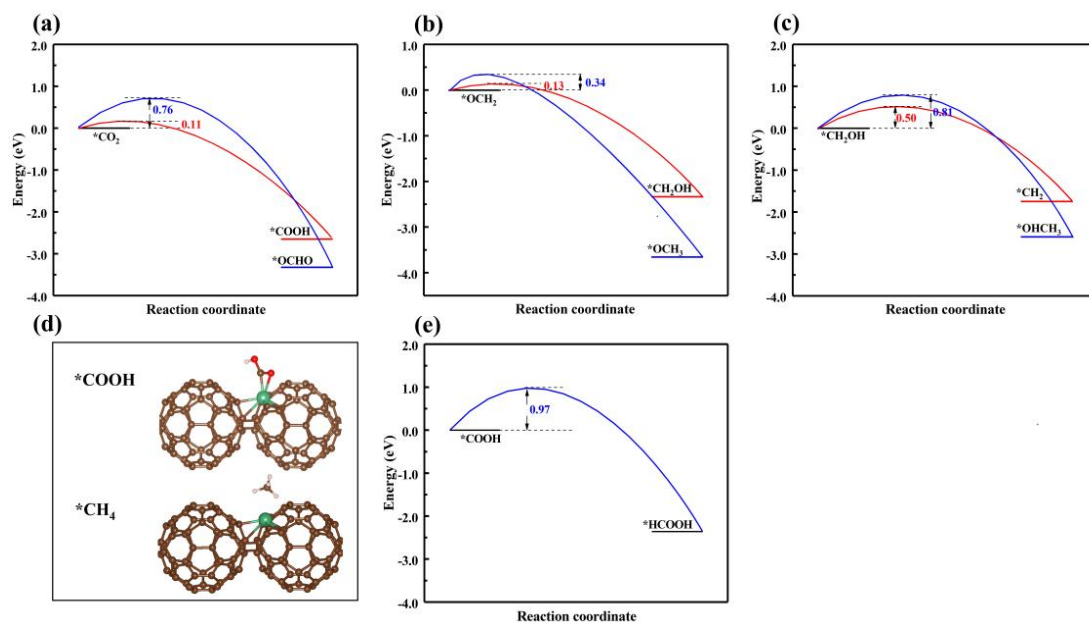 (a)
2.0
1.0
0.0
-1.0
-2.0
-3.0
-4.0
Energy (eV)
0.76
0.11
*CO2
*COOH
*OCHO
Reaction coordinate
(b)
1.0
0.0
-1.0
-2.0
-3.0
-4.0
Energy (eV)
0.13
0.34
*OCH2
*CH2OH
*OCH3
Reaction coordinate
(c)
2.0
1.0
0.0
-1.0
-2.0
-3.0
-4.0
Energy (eV)
0.50
0.81
*CH2OH
*CH2
*OHCH3
Reaction coordinate
(d)
*COOH
*CH4
(e)
2.0
1.0
0.0
-1.0
-2.0
-3.0
-4.0
Energy (eV)
0.97
*COOH
*HCOOH
Reaction coordinate